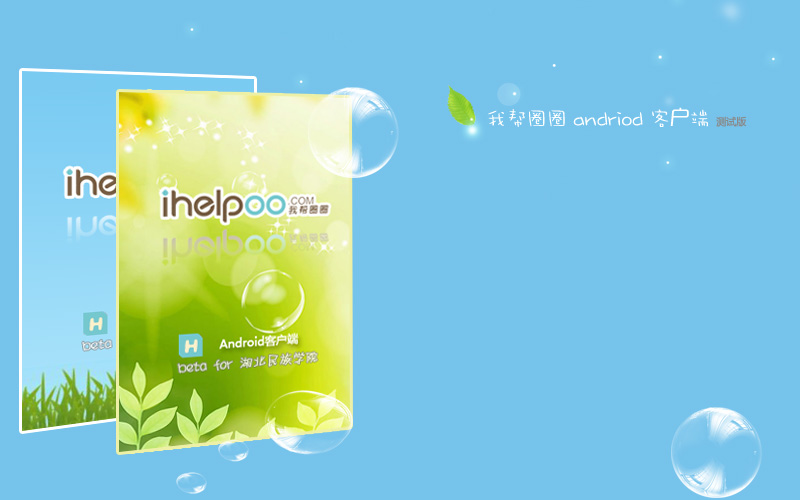 我帮圈圈 andriod 客户端 测试版
ihe
H
beta
ihelpoo.COM
我帮圈圈
H Android客户端
beta for 湖北民族学院